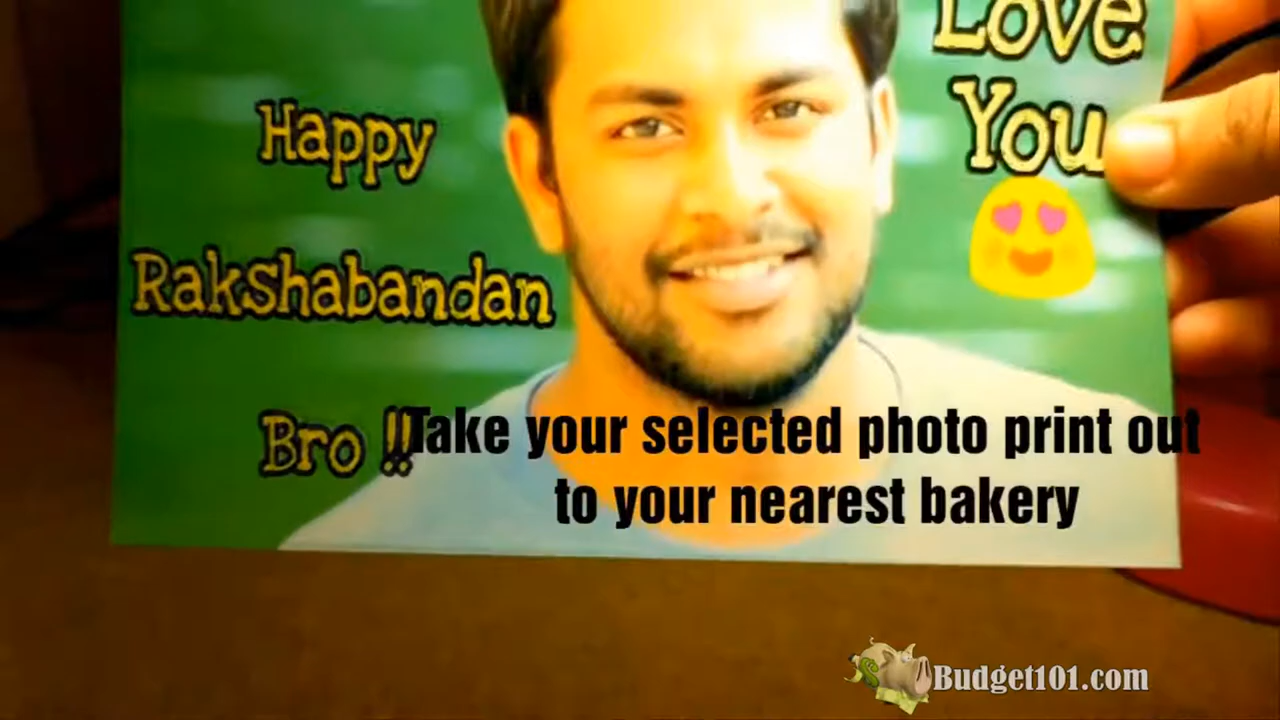 Love
You
Happy
Rakshabandan
Bro !!
Take your selected photo print out
to your nearest bakery
Budget101.com